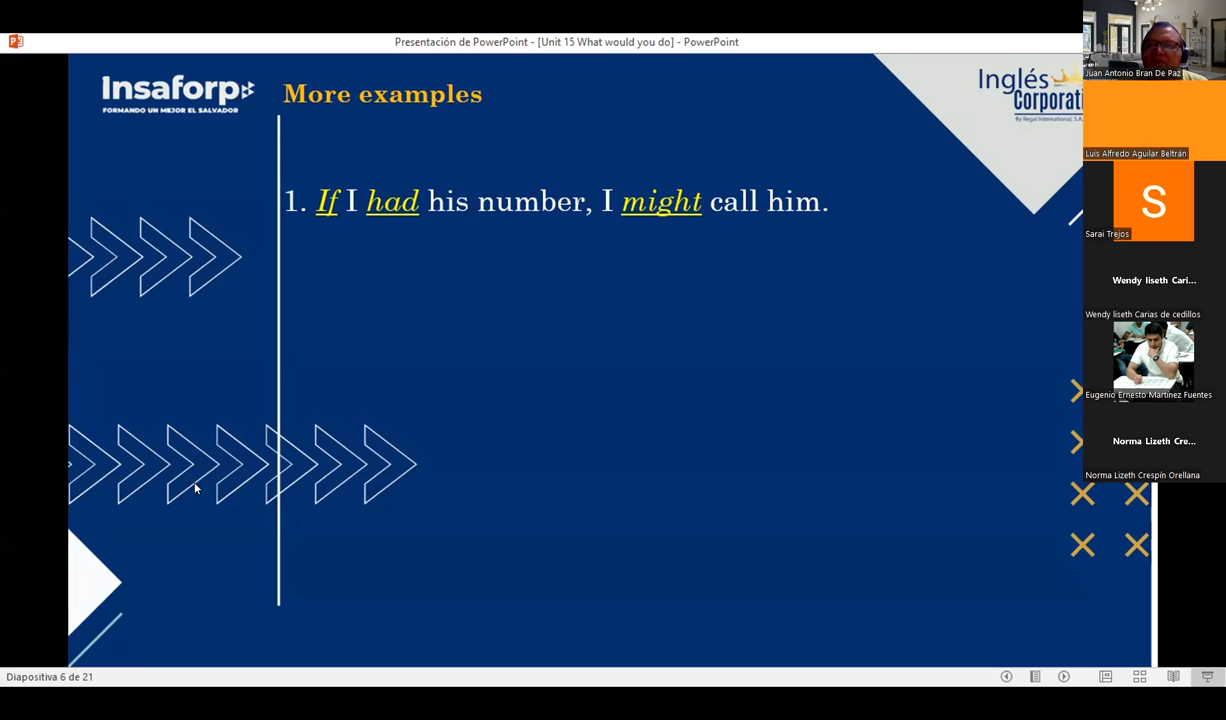 Presentación de PowerPoint - [Unit 15 What would you do] - PowerPoint
Insaforp
FORMANDO UN MEJOR EL SALVADOR
More examples
Inglés
Corporati
By Regal International, S.A.
1. If I had his number, I might call him.
Juan Antonio Bran De Paz
Luis Alfredo Aguilar Beltrán
S
Sarai Trejos
Wendy liseth Cari...
Wendy liseth Carias de cedillos
Eugenio Ernesto Martínez Fuentes
Norma Lizeth Cre...
Norma Lizeth Crespín Orellana
Diapositiva 6 de 21